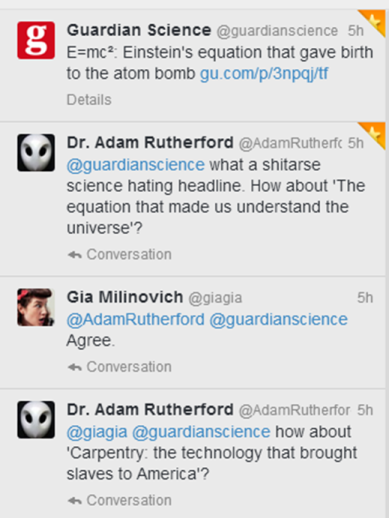 g
Guardian Science @guardianscience 5h
E=mc²: Einstein's equation that gave birth
to the atom bomb gu.com/p/3npqj/tf
Details
Dr. Adam Rutherford @AdamRutherfc 5h
@guardianscience what a shitarse
science hating headline. How about 'The
equation that made us understand the
universe'?
Conversation
Gia Milinovich @giagia 5h
@AdamRutherford @guardianscience
Agree.
Conversation
Dr. Adam Rutherford @AdamRutherfor 5h
@giagia @guardianscience how about
'Carpentry: the technology that brought
slaves to America'?
Conversation